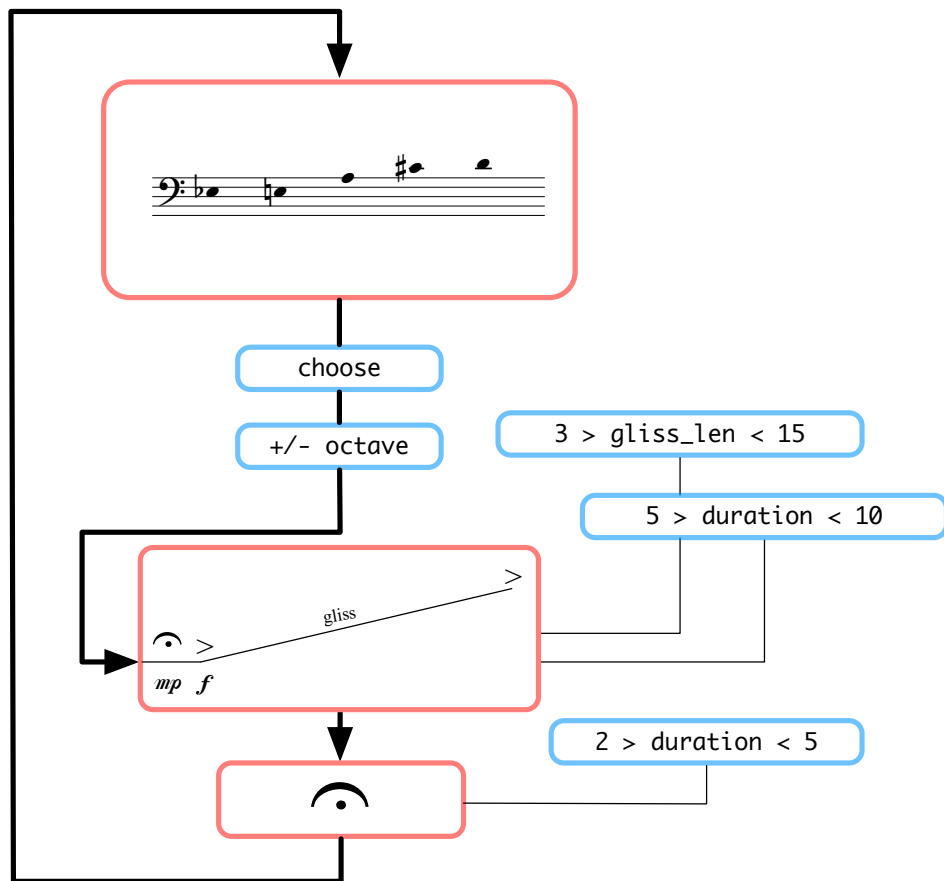 choose
+/- octave
3 > gliss_len < 15
5 > duration < 10
gliss
mp f
2 > duration < 5